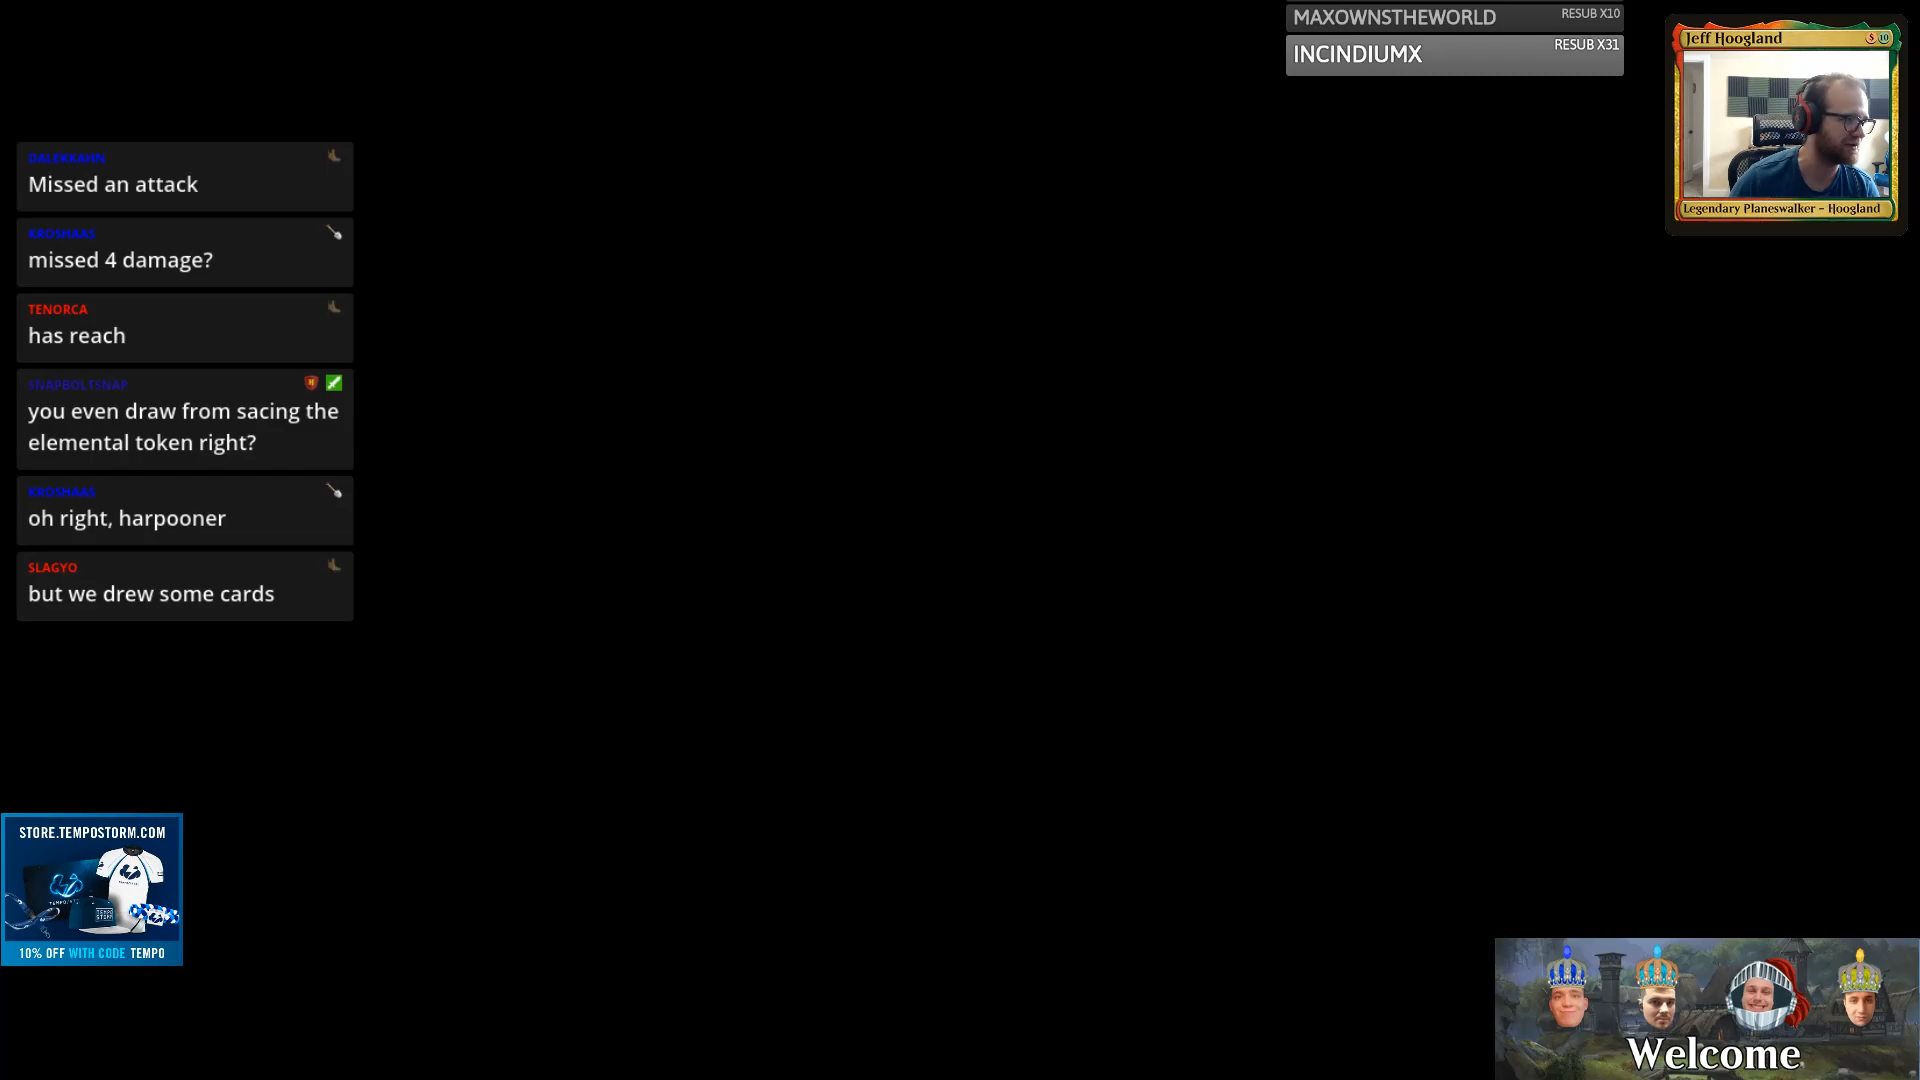 MAXOWNSTHEWORLD RESUB X10
INCINDIUMX RESUB X31
Jeff Hoogland $ 10
Legendary Planeswalker – Hoogland
DALEKKAHN
Missed an attack
KROSHAAS
missed 4 damage?
TENORCA
has reach
SNAPBOLTSNAP
you even draw from sacing the
elemental token right?
KROSHAAS
oh right, harpooner
SLAGYO
but we drew some cards
STORE.TEMPOSTORM.COM
10% OFF WITH CODE TEMPO
Welcome